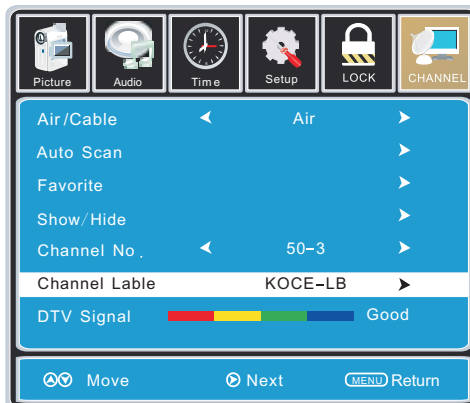 Picture Audio Time Setup LOCK CHANNEL
Air/Cable Air
Auto Scan
Favorite
Show/Hide
Channel No. 50-3
Channel Lable KOCE-LB
DTV Signal Good
Move Next MENU Return